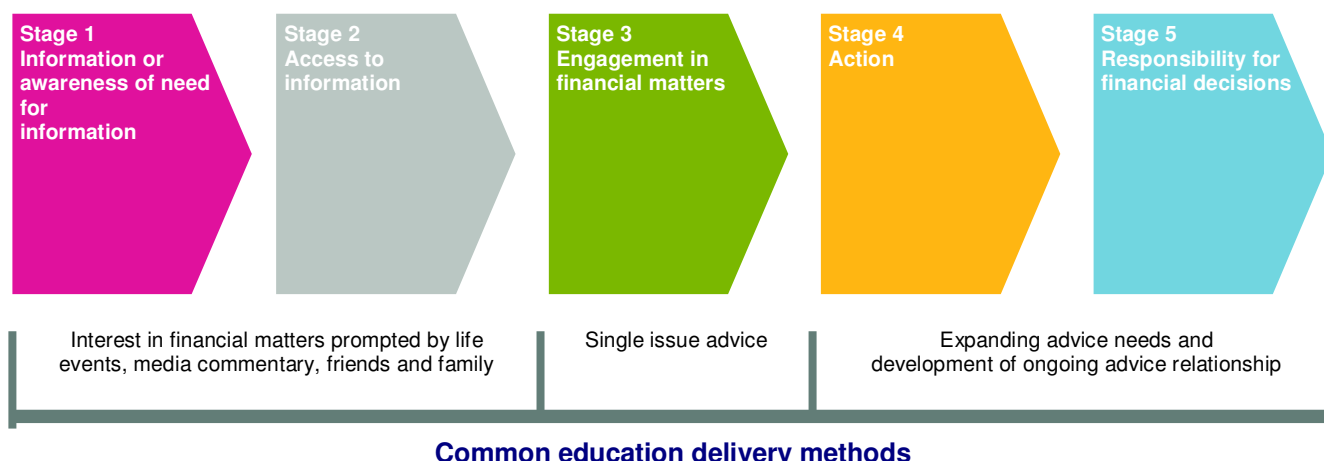 Stage 1
Information or
awareness of need
for
information
Stage 2
Access to
information
Stage 3
Engagement in
financial matters
Stage 4
Action
Stage 5
Responsibility for
financial decisions
Interest in financial matters prompted by life
events, media commentary, friends and family
Single issue advice
Expanding advice needs and
development of ongoing advice relationship
Common education delivery methods